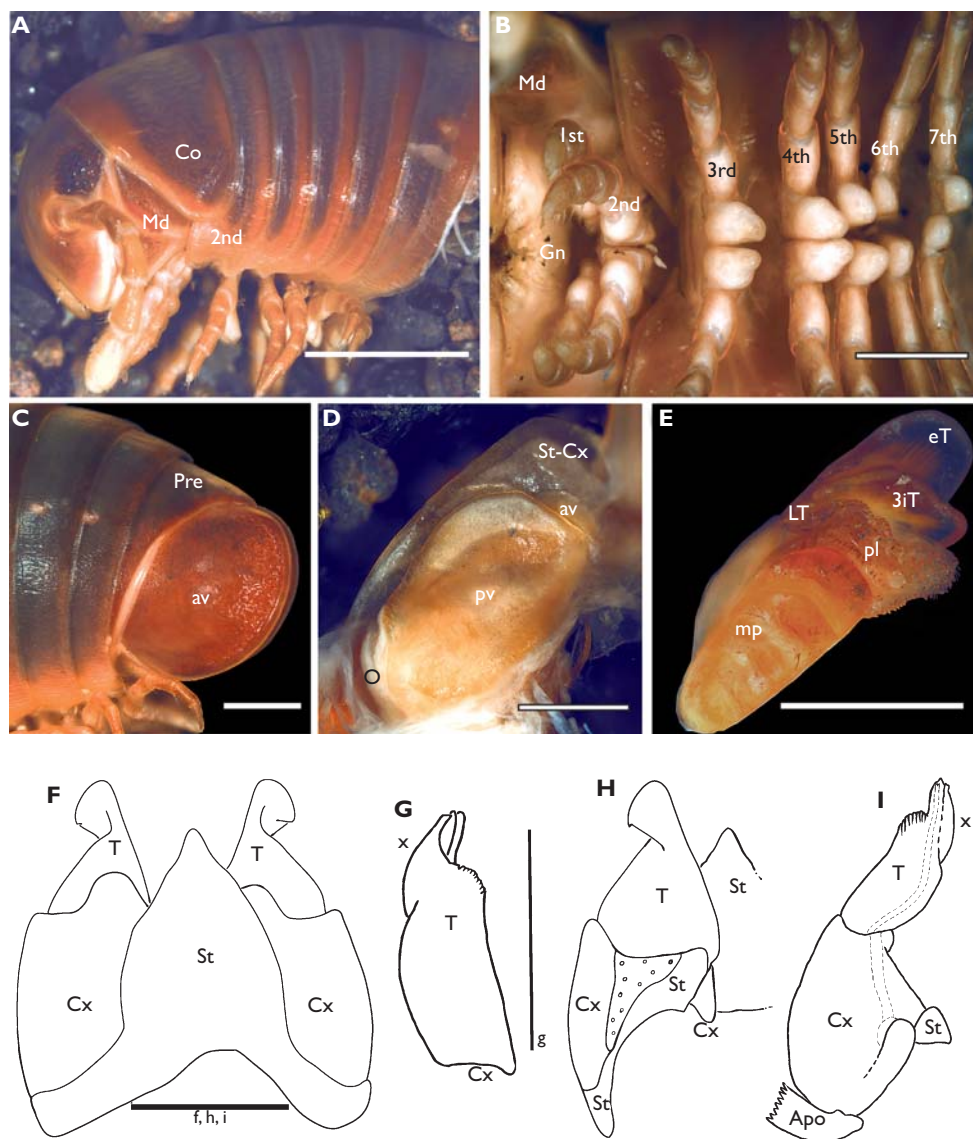 A
Co
Md
2nd
B
Md
1st
2nd
Gn
3rd
4th
5th
6th
7th
C
Pre
av
D
St-Cx
av
pv
O
E
eT
3iT
LT
pl
mp
F
T
T
St
Cx
Cx
f, h, i
G
x
T
Cx
g
H
T
St
Cx
St
Cx
St
I
x
T
Cx
St
Apo